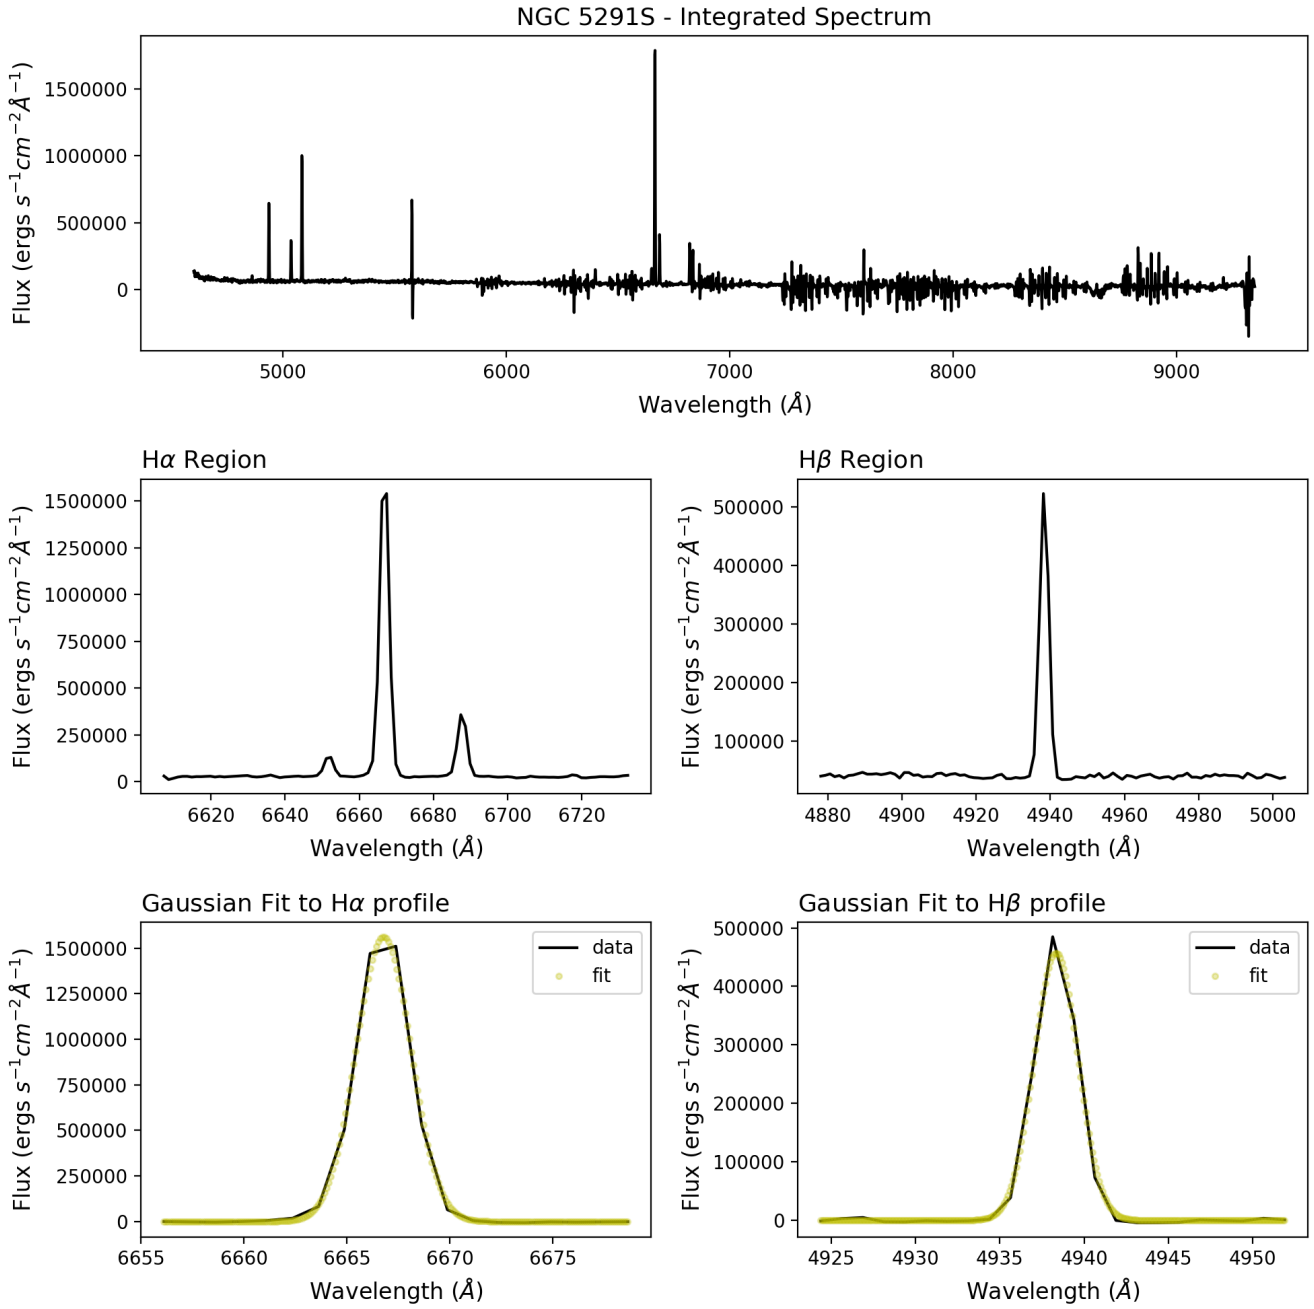 NGC 5291S - Integrated Spectrum
Flux (ergs s⁻¹cm⁻²Å⁻¹)
1500000
1000000
500000
0
5000 6000 7000 8000 9000
Wavelength (Å)
Hα Region
Flux (ergs s⁻¹cm⁻²Å⁻¹)
1500000
1250000
1000000
750000
500000
250000
0
6620 6640 6660 6680 6700 6720
Wavelength (Å)
Hβ Region
Flux (ergs s⁻¹cm⁻²Å⁻¹)
500000
400000
300000
200000
100000
4880 4900 4920 4940 4960 4980 5000
Wavelength (Å)
Gaussian Fit to Hα profile
Flux (ergs s⁻¹cm⁻²Å⁻¹)
1500000
1250000
1000000
750000
500000
250000
0
data
fit
6655 6660 6665 6670 6675
Wavelength (Å)
Gaussian Fit to Hβ profile
Flux (ergs s⁻¹cm⁻²Å⁻¹)
500000
400000
300000
200000
100000
0
data
fit
4925 4930 4935 4940 4945 4950
Wavelength (Å)